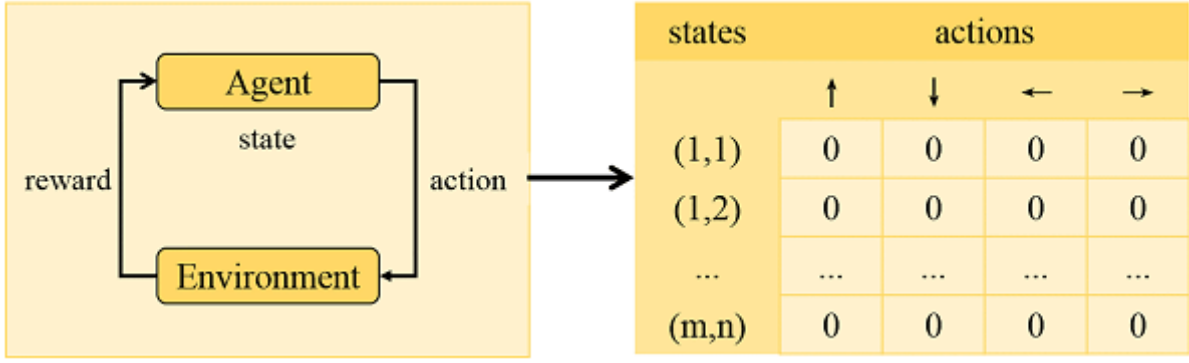 Agent
state
reward
action
Environment
states actions
↑ ↓ ← →
(1,1) 0 0 0 0
(1,2) 0 0 0 0
... ... ... ... ...
(m,n) 0 0 0 0